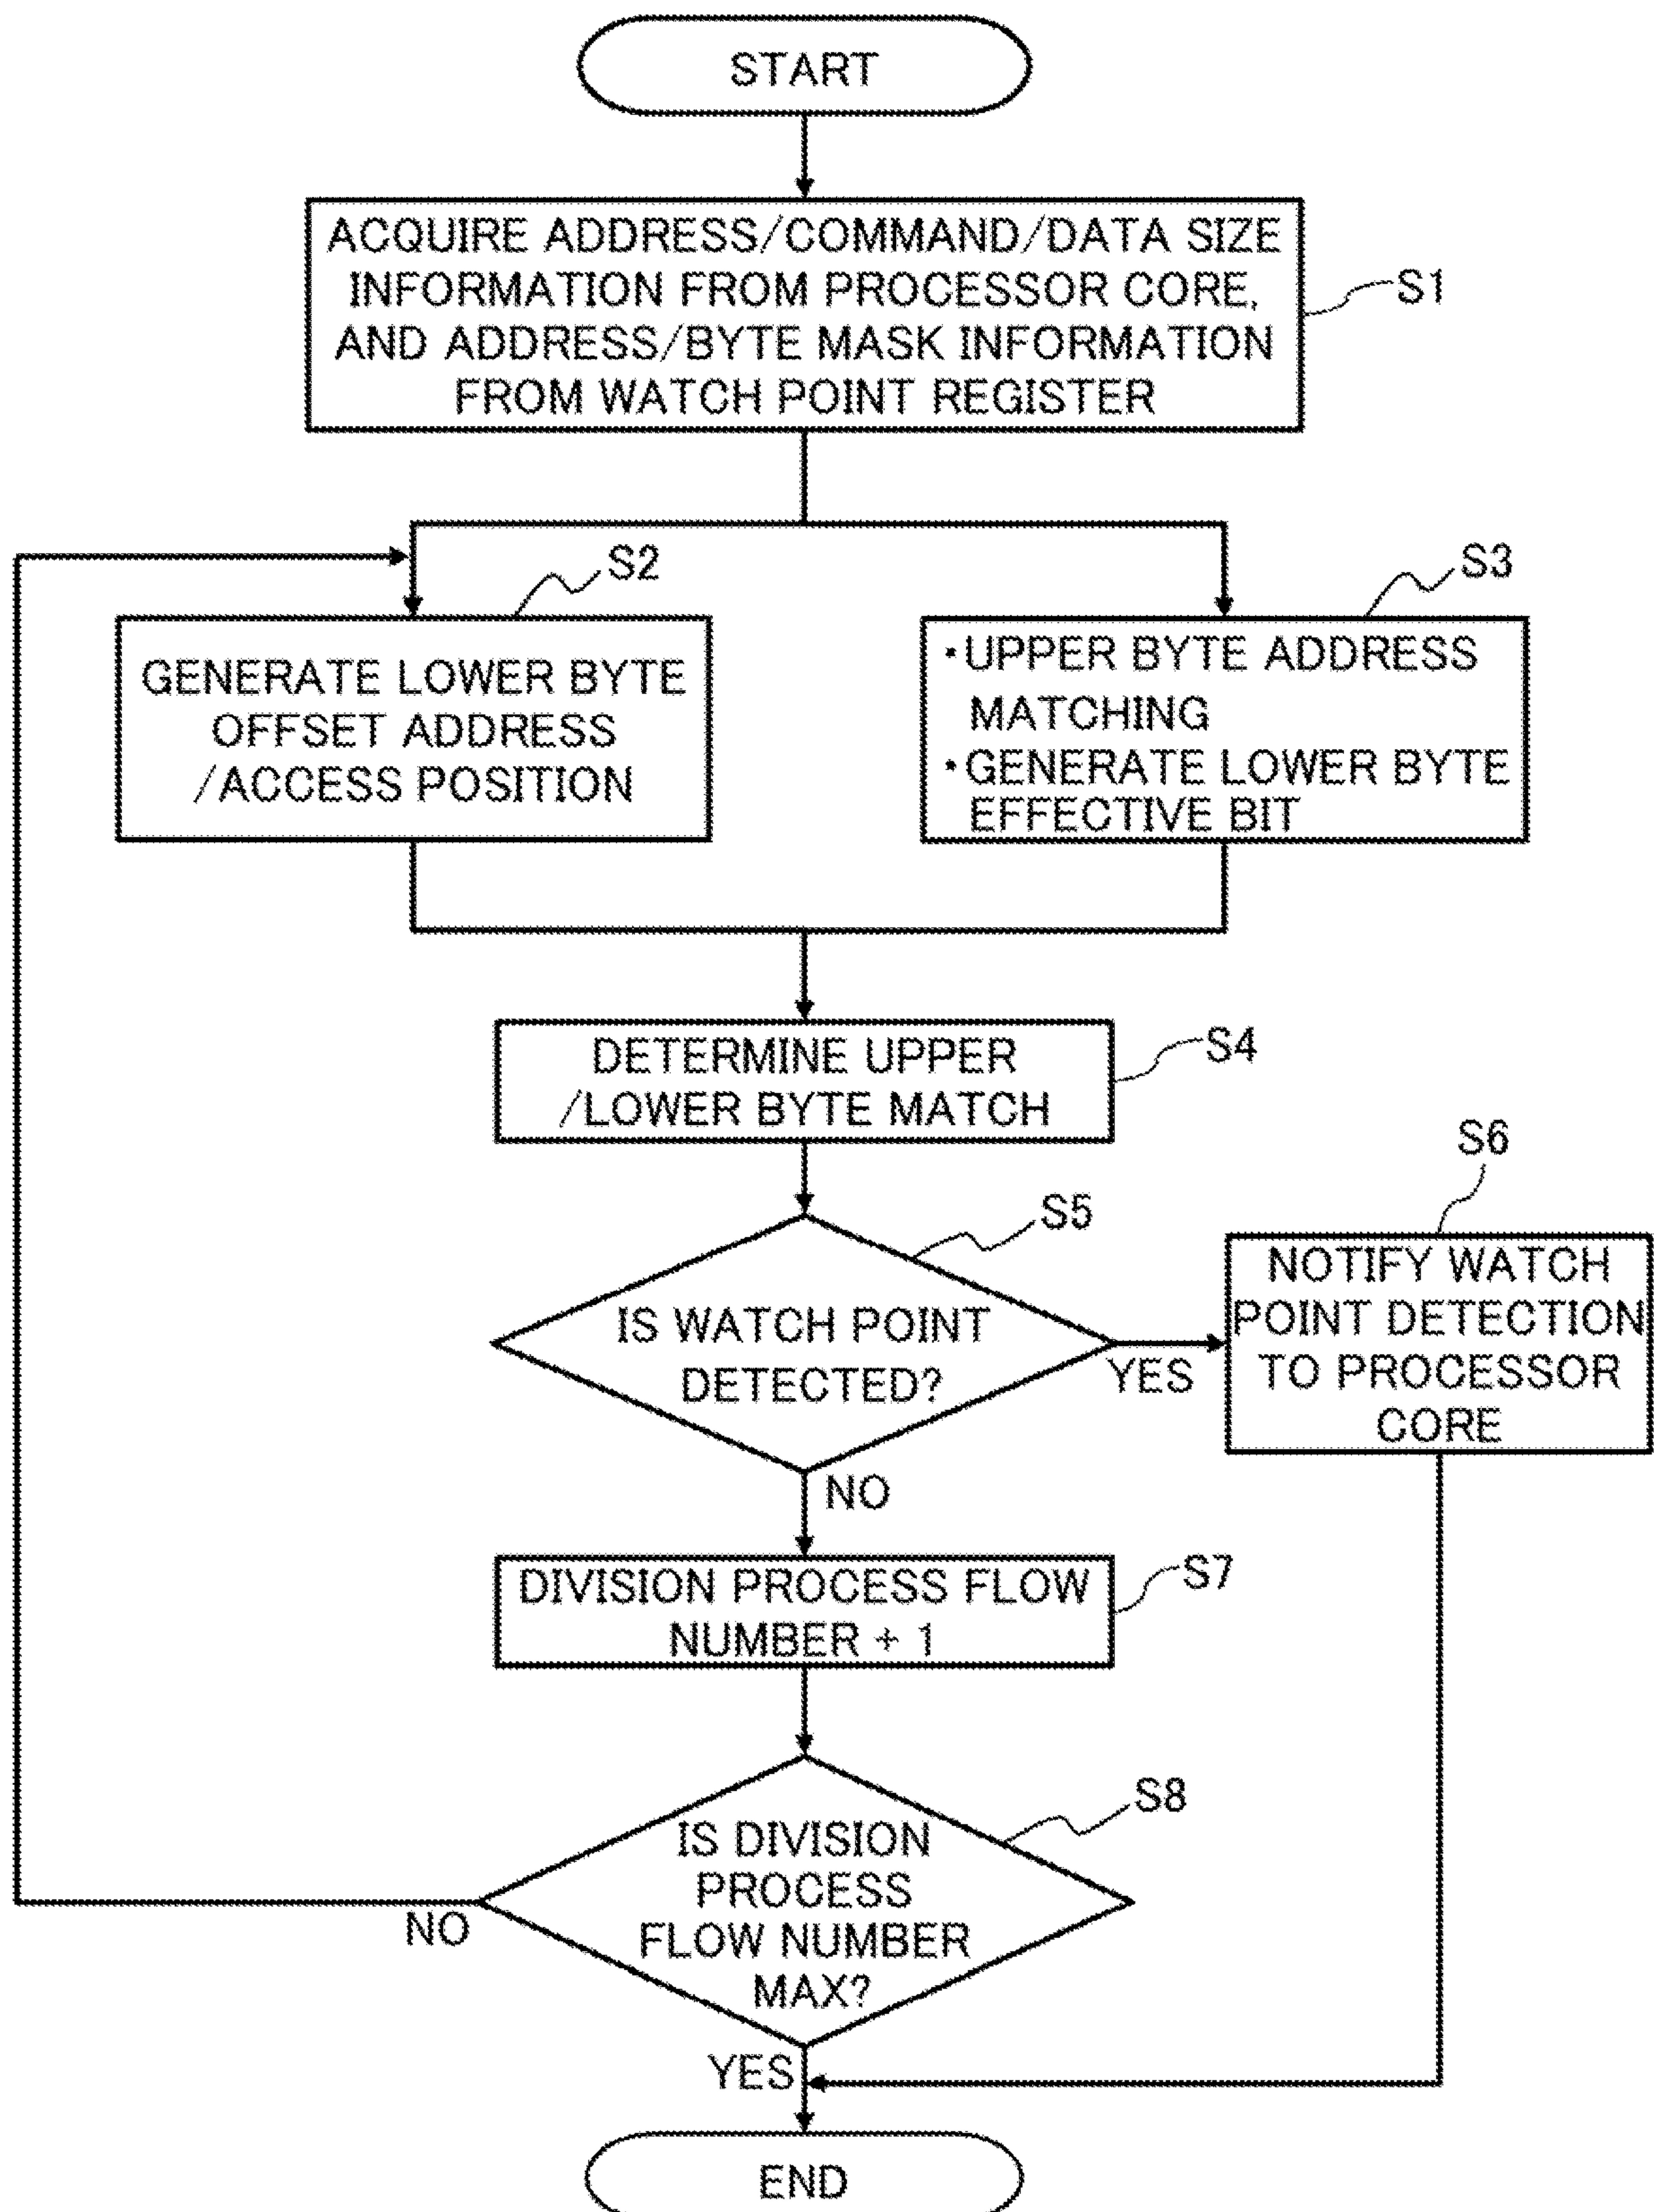 START
ACQUIRE ADDRESS/COMMAND/DATA SIZE
INFORMATION FROM PROCESSOR CORE,
AND ADDRESS/BYTE MASK INFORMATION
FROM WATCH POINT REGISTER
S1
S2
GENERATE LOWER BYTE
OFFSET ADDRESS
/ACCESS POSITION
S3
・UPPER BYTE ADDRESS
MATCHING
・GENERATE LOWER BYTE
EFFECTIVE BIT
DETERMINE UPPER
/LOWER BYTE MATCH
S4
S5
IS WATCH POINT
DETECTED?
YES
NO
S6
NOTIFY WATCH
POINT DETECTION
TO PROCESSOR
CORE
DIVISION PROCESS FLOW
NUMBER + 1
S7
S8
IS DIVISION
PROCESS
FLOW NUMBER
MAX?
NO
YES
END